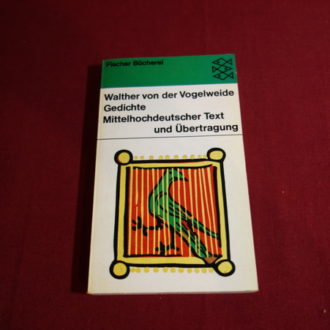 Fischer Bücherei
Walther von der Vogelweide
Gedichte
Mittelhochdeutscher Text
und Übertragung